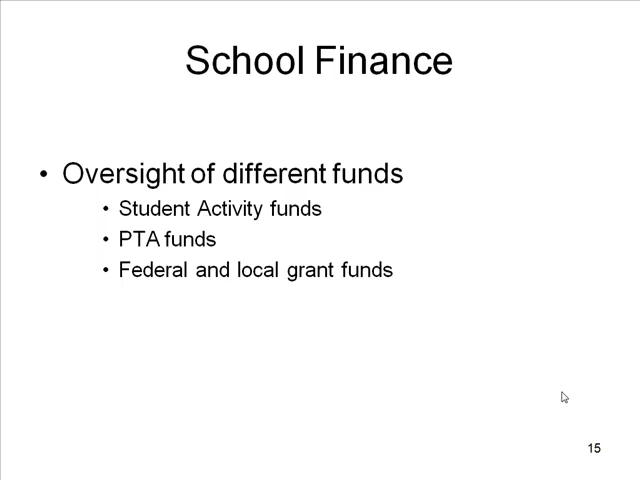 School Finance
• Oversight of different funds
• Student Activity funds
• PTA funds
• Federal and local grant funds
15